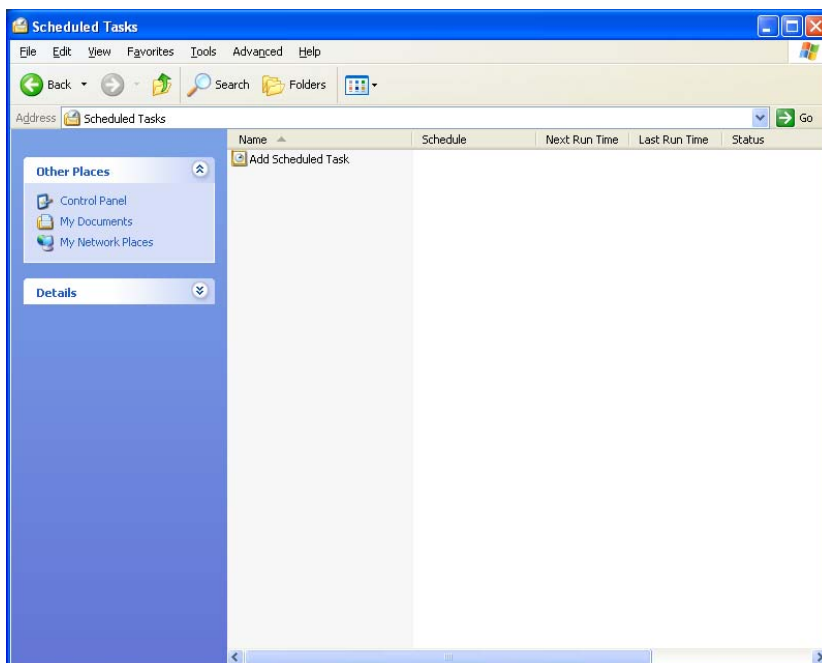 Scheduled Tasks
File Edit View Favorites Tools Advanced Help
Back Search Folders
Address Scheduled Tasks Go
Name Schedule Next Run Time Last Run Time Status
Add Scheduled Task
Other Places
Control Panel
My Documents
My Network Places
Details